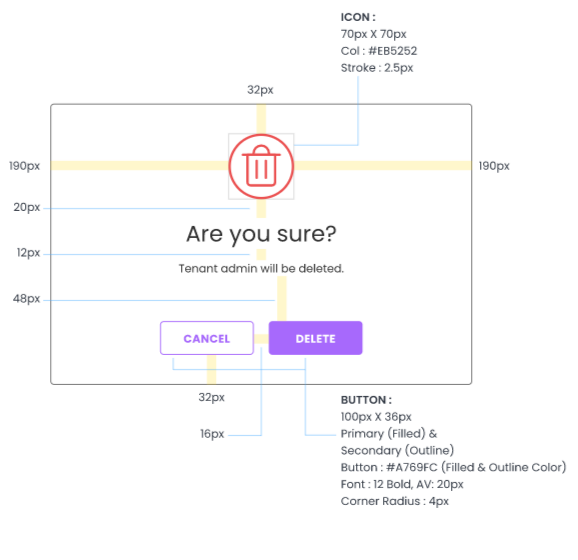 ICON :
70px X 70px
Col : #EB5252
Stroke : 2.5px
32px
190px
190px
20px
Are you sure?
12px
Tenant admin will be deleted.
48px
CANCEL
DELETE
32px
16px
BUTTON :
100px X 36px
Primary (Filled) &
Secondary (Outline)
Button : #A769FC (Filled & Outline Color)
Font : 12 Bold, AV: 20px
Corner Radius : 4px